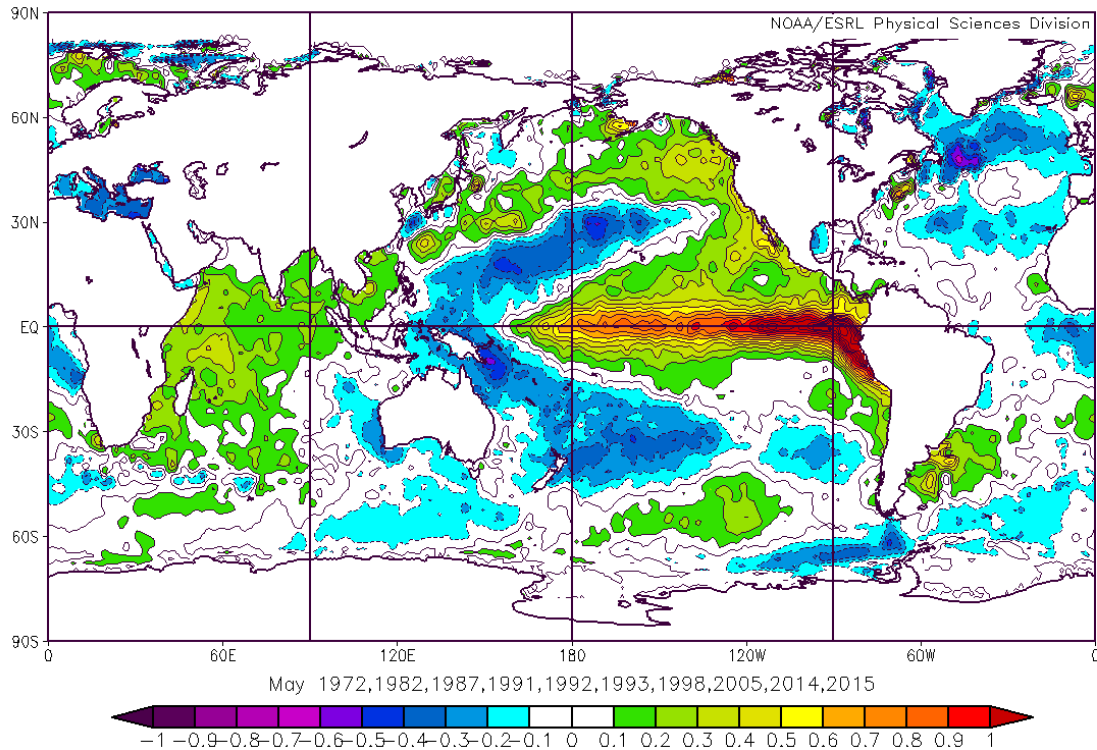 90N
NOAA/ESRL Physical Sciences Division
60N
30N
EQ
30S
60S
90S
0 60E 120E 180 120W 60W 0
May 1972,1982,1987,1991,1992,1993,1998,2005,2014,2015
-1 -0.9 -0.8 -0.7 -0.6 -0.5 -0.4 -0.3 -0.2 -0.1 0 0.1 0.2 0.3 0.4 0.5 0.6 0.7 0.8 0.9 1